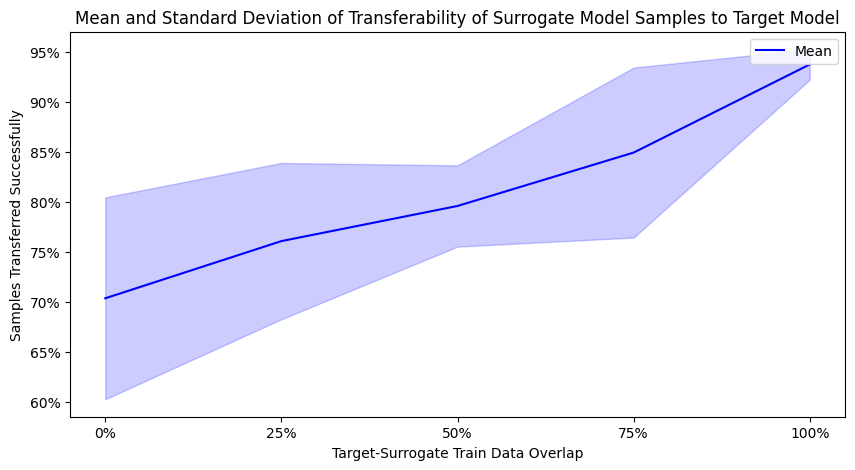 Mean and Standard Deviation of Transferability of Surrogate Model Samples to Target Model
Mean
95%
90%
85%
80%
75%
70%
65%
60%
Samples Transferred Successfully
0% 25% 50% 75% 100%
Target-Surrogate Train Data Overlap